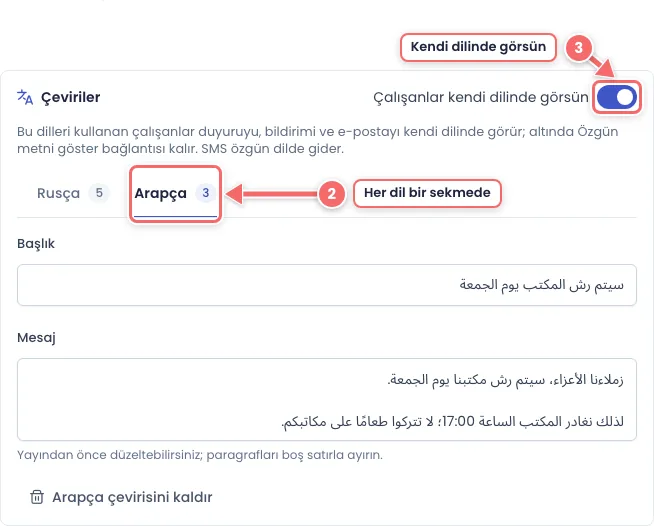 Kendi dilinde görsün 3
Çeviriler Çalışanlar kendi dilinde görsün
Bu dilleri kullanan çalışanlar duyuruyu, bildirimi ve e-postayı kendi dilinde görür; altında Özgün
metni göster bağlantısı kalır. SMS özgün dilde gider.
Rusça 5 Arapça 3 2 Her dil bir sekmede
Başlık
سيتم رش المكتب يوم الجمعة
Mesaj
زملاءنا الأعزاء، سيتم رش مكتبنا يوم الجمعة.
لذلك نغادر المكتب الساعة 17:00؛ لا تتركوا طعامًا على مكاتبكم.
Yayından önce düzeltebilirsiniz; paragrafları boş satırla ayırın.
Arapça çevirisini kaldır